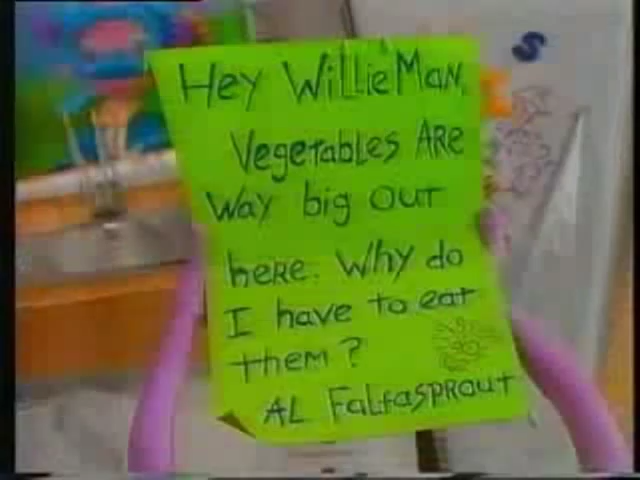 S
Hey WillieMan,
Vegetables ARe
Way big out
here. Why do
I have to eat
them?
AL FaLfasprout